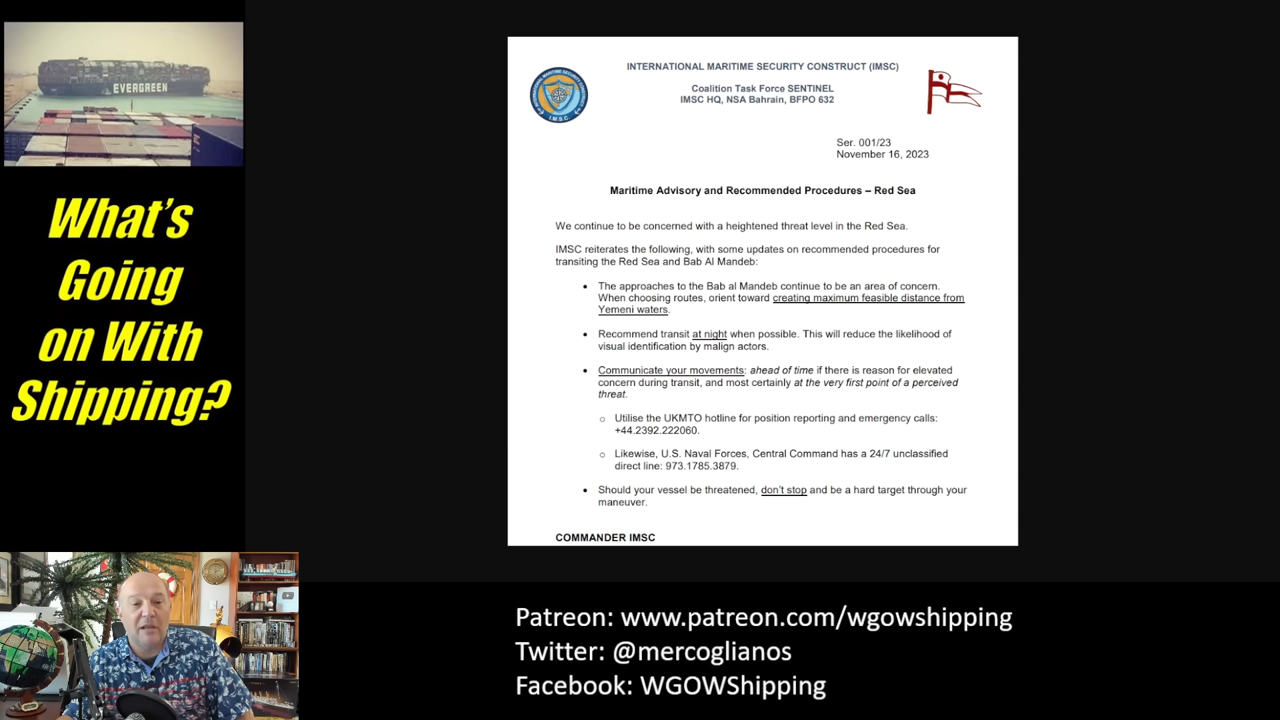 EVERGREEN
What's
Going
on With
Shipping?
INTERNATIONAL MARITIME SECURITY CONSTRUCT (IMSC)
Coalition Task Force SENTINEL
IMSC HQ, NSA Bahrain, BFPO 632
I.M.S.C.
Ser. 001/23
November 16, 2023
Maritime Advisory and Recommended Procedures – Red Sea
We continue to be concerned with a heightened threat level in the Red Sea.
IMSC reiterates the following, with some updates on recommended procedures for
transiting the Red Sea and Bab Al Mandeb:
• The approaches to the Bab al Mandeb continue to be an area of concern.
When choosing routes, orient toward creating maximum feasible distance from
Yemeni waters.
• Recommend transit at night when possible. This will reduce the likelihood of
visual identification by malign actors.
• Communicate your movements: ahead of time if there is reason for elevated
concern during transit, and most certainly at the very first point of a perceived
threat.
o Utilise the UKMTO hotline for position reporting and emergency calls:
+44.2392.222060.
o Likewise, U.S. Naval Forces, Central Command has a 24/7 unclassified
direct line: 973.1785.3879.
• Should your vessel be threatened, don't stop and be a hard target through your
maneuver.
COMMANDER IMSC
Patreon: www.patreon.com/wgowshipping
Twitter: @mercoglianos
Facebook: WGOWShipping